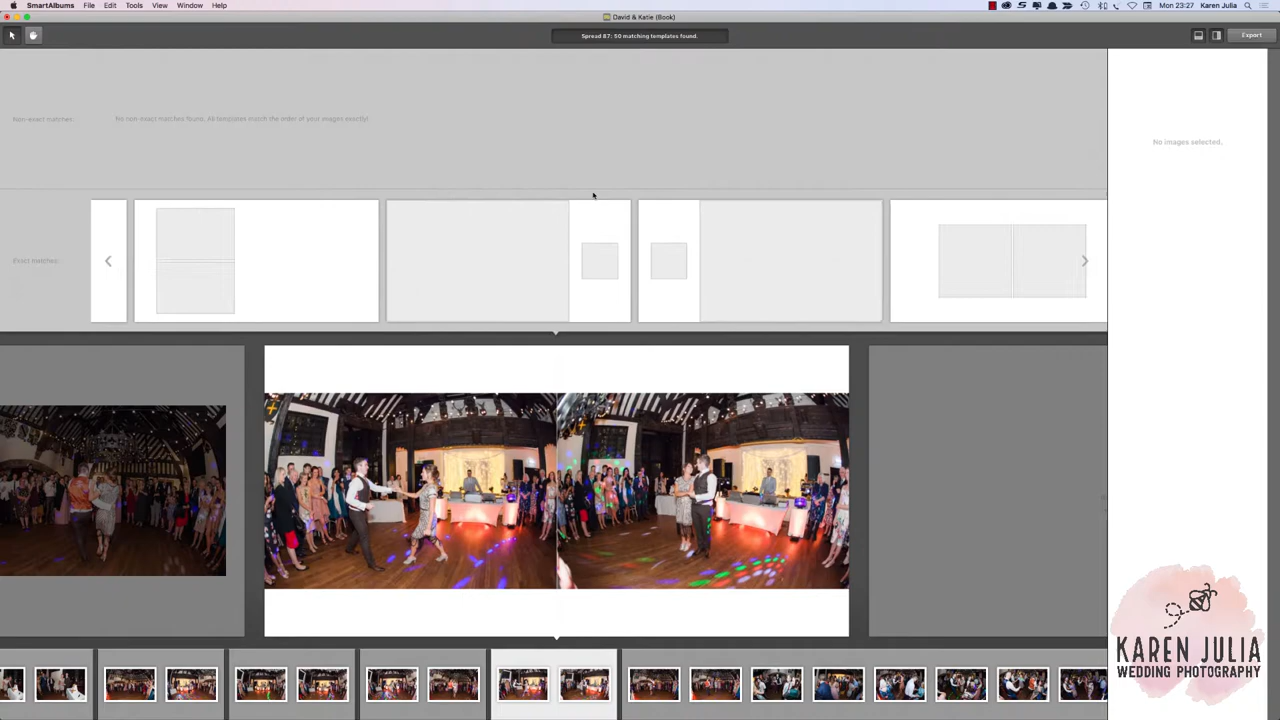 SmartAlbums File Edit Tools View Window Help
Mon 23:27 Karen Julia
David & Katie (Book)
Spread 87: 50 matching templates found.
Export
Non-exact matches:
No non-exact matches found. All templates match the order of your images exactly!
No images selected.
Exact matches:
KAREN JULIA
WEDDING PHOTOGRAPHY